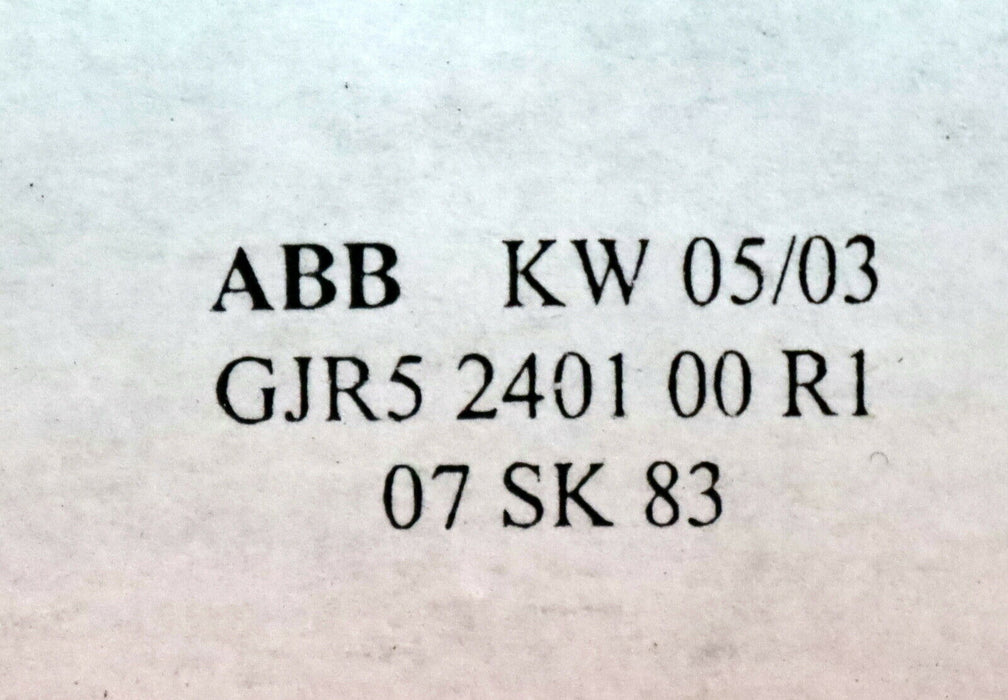 ABB KW 05/03
GJR5 2401 00 R1
07 SK 83